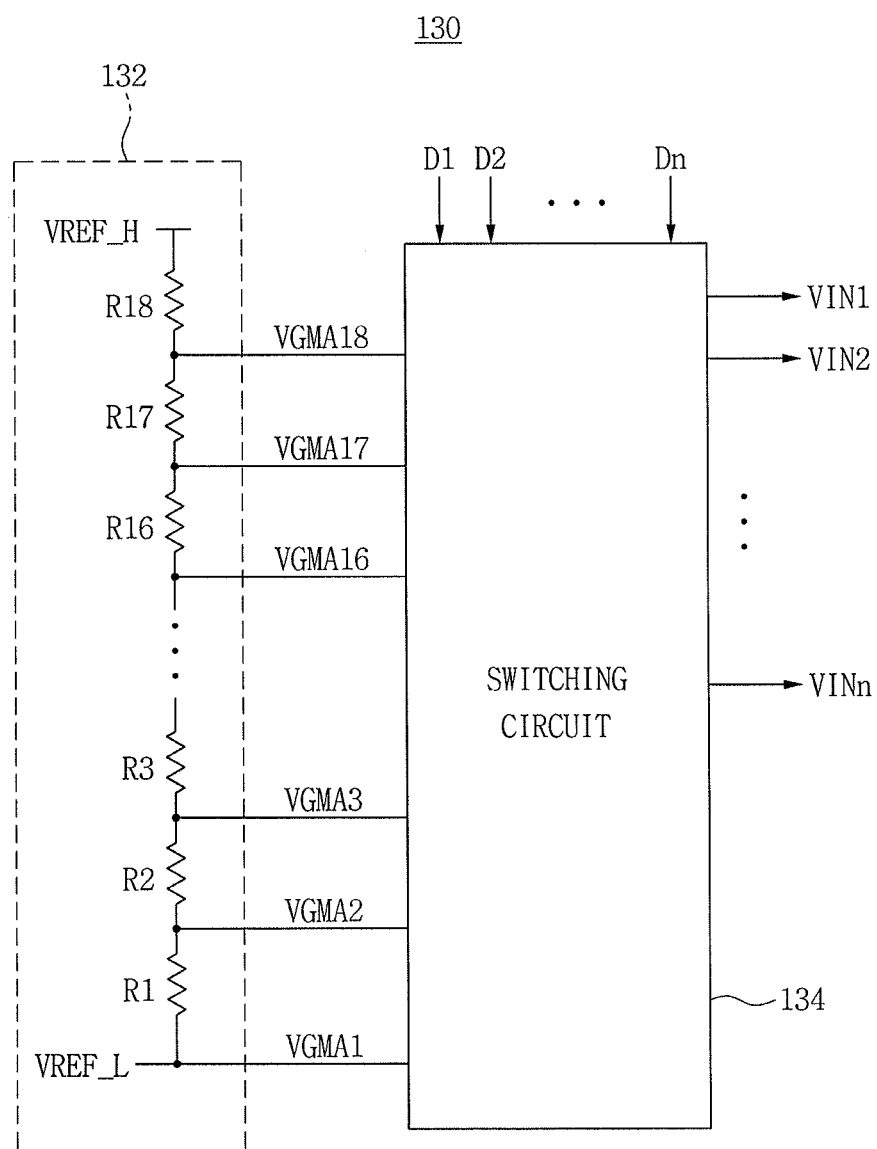 130
132
D1 D2 ... Dn
VREF_H
R18
VGMA18
R17
VGMA17
R16
VGMA16
R3
VGMA3
R2
VGMA2
R1
VREF_L
VGMA1
SWITCHING
CIRCUIT
VIN1
VIN2
VINn
134